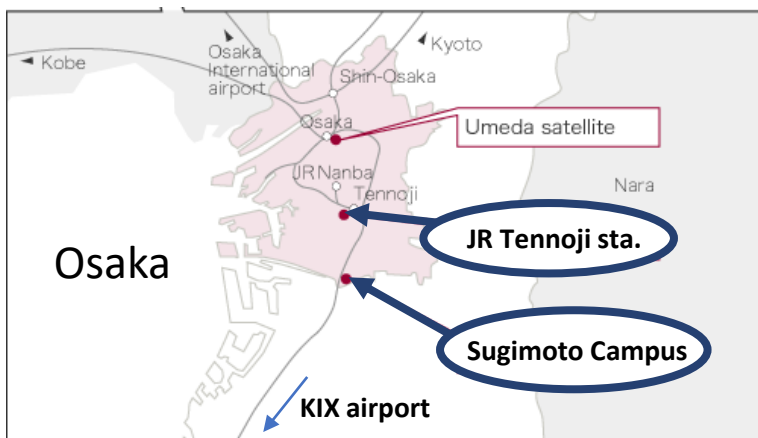 Kobe
Osaka
International
airport
Kyoto
Shin-Osaka
Osaka
Umeda satellite
JR Nanba
Tennoji
Nara
JR Tennoji sta.
Osaka
Sugimoto Campus
KIX airport